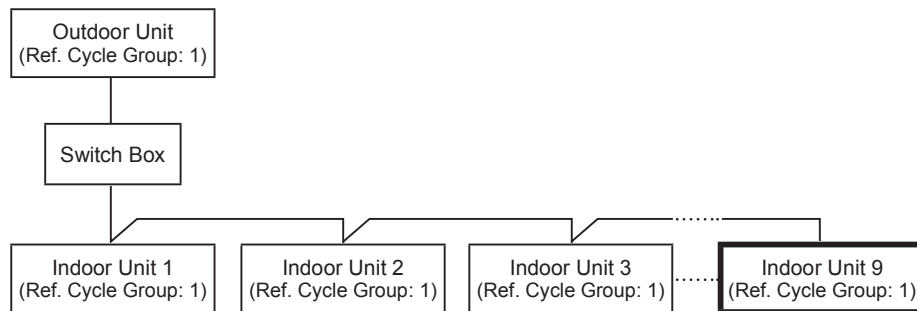 Outdoor Unit
(Ref. Cycle Group: 1)
Switch Box
Indoor Unit 1
(Ref. Cycle Group: 1)
Indoor Unit 2
(Ref. Cycle Group: 1)
Indoor Unit 3
(Ref. Cycle Group: 1)
Indoor Unit 9
(Ref. Cycle Group: 1)